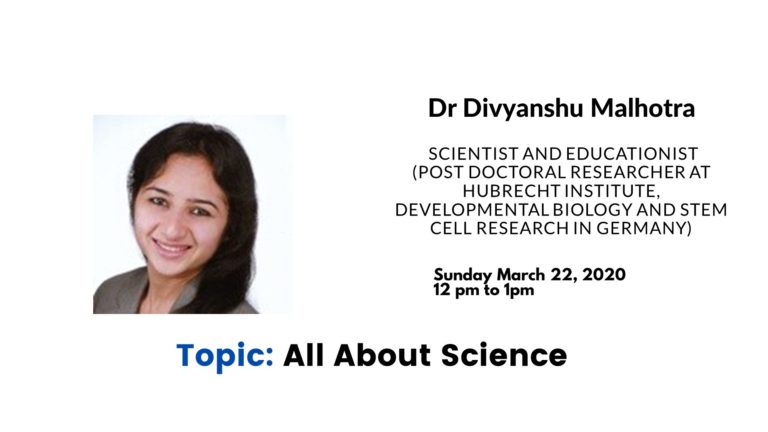 Dr Divyanshu Malhotra
SCIENTIST AND EDUCATIONIST
(POST DOCTORAL RESEARCHER AT
HUBRECHT INSTITUTE,
DEVELOPMENTAL BIOLOGY AND STEM
CELL RESEARCH IN GERMANY)
Sunday March 22, 2020
12 pm to 1pm
Topic: All About Science